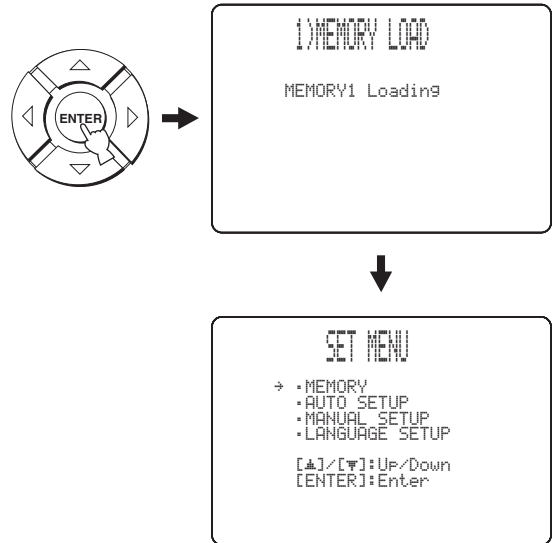 1)MEMORY LOAD
ENTER
MEMORY1 Loading
SET MENU
→ ·MEMORY
·AUTO SETUP
·MANUAL SETUP
·LANGUAGE SETUP
[▲]/[▼]:Up/Down
[ENTER]:Enter